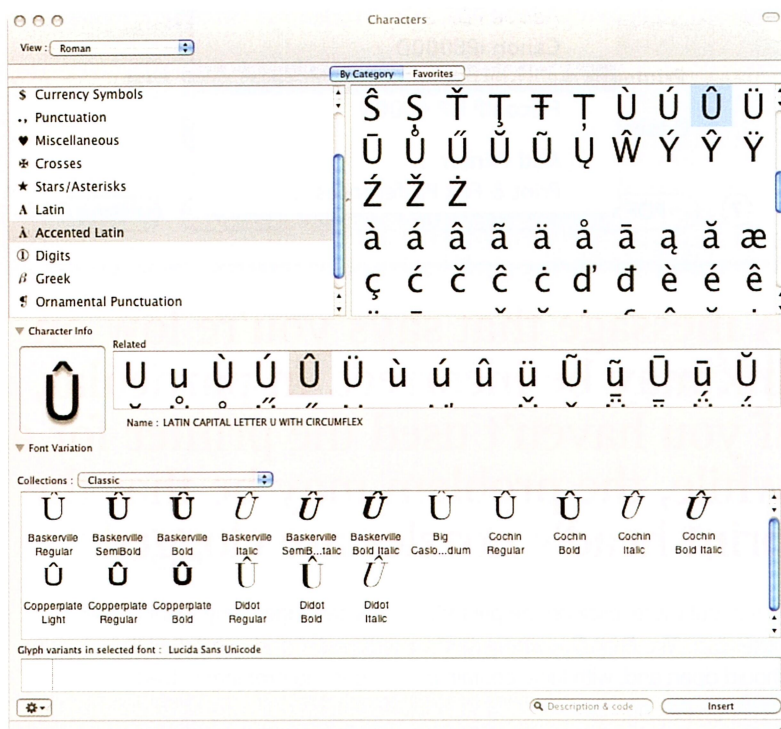 Characters
View : Roman
By Category Favorites
$ Currency Symbols
., Punctuation
♥ Miscellaneous
✠ Crosses
★ Stars/Asterisks
A Latin
À Accented Latin
① Digits
β Greek
¶ Ornamental Punctuation
Ŝ Ş Ť Ţ Ŧ Ț Ù Ú Û Ü
Ū Ů Ű Ŭ Ũ Ų Ŵ Ý Ŷ Ÿ
Ź Ž Ż
à á â ã ä å ā ą ă æ
ç ć č ĉ ċ ď đ è é ê
Character Info
Û
Related
U u Ù Ú Û Ü ù ú û ü Ũ ũ Ū ū Ŭ
Name : LATIN CAPITAL LETTER U WITH CIRCUMFLEX
Font Variation
Collections : Classic
Û Û Û Û Û Û Û Û Û Û Û
Baskerville Baskerville Baskerville Baskerville Baskerville Baskerville Big Cochin Cochin Cochin Cochin
Regular SemiBold Bold Italic SemiB...talic Bold Italic Caslo...dium Regular Bold Italic Bold Italic
Û Û Û Û Û Û
Copperplate Copperplate Copperplate Didot Didot Didot
Light Regular Bold Regular Bold Italic
Glyph variants in selected font : Lucida Sans Unicode
Description & code Insert